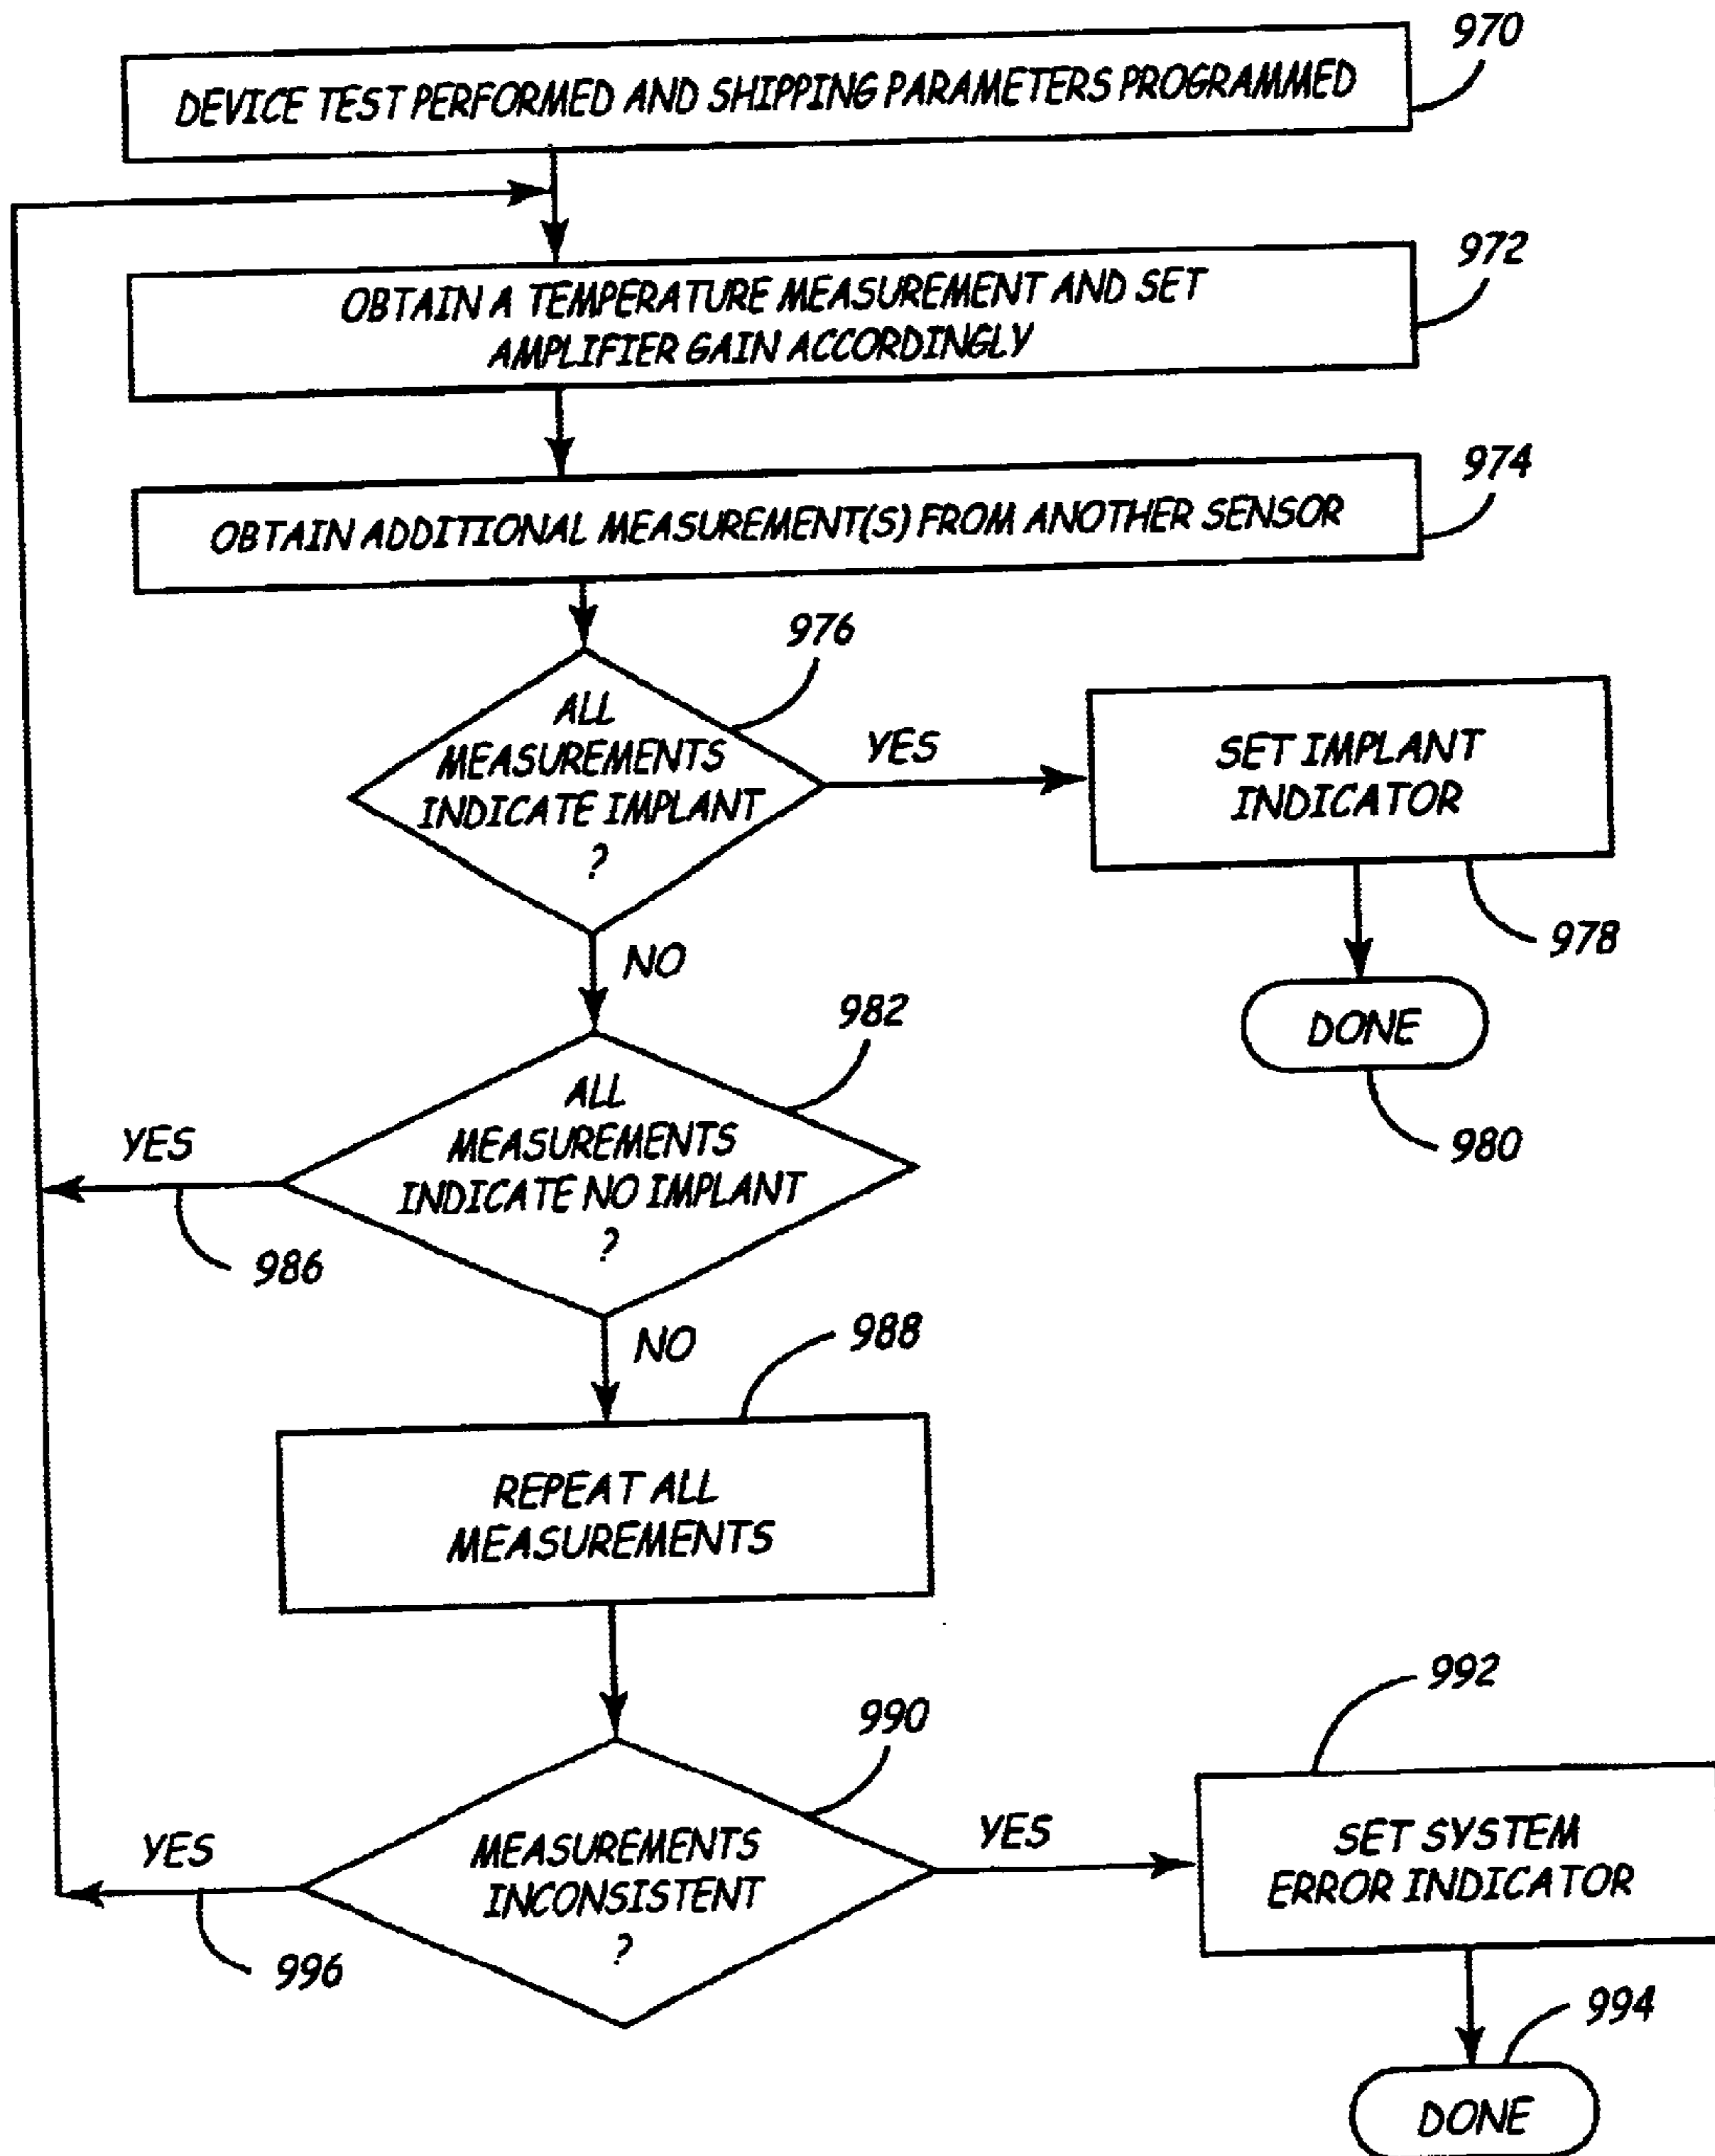 970
DEVICE TEST PERFORMED AND SHIPPING PARAMETERS PROGRAMMED
972
OBTAIN A TEMPERATURE MEASUREMENT AND SET
AMPLIFIER GAIN ACCORDINGLY
974
OBTAIN ADDITIONAL MEASUREMENT(S) FROM ANOTHER SENSOR
976
ALL
MEASUREMENTS
INDICATE IMPLANT
?
YES
SET IMPLANT
INDICATOR
978
NO
DONE
980
982
ALL
MEASUREMENTS
INDICATE NO IMPLANT
?
YES
986
NO
988
REPEAT ALL
MEASUREMENTS
990
992
MEASUREMENTS
INCONSISTENT
?
YES
996
YES
SET SYSTEM
ERROR INDICATOR
994
DONE